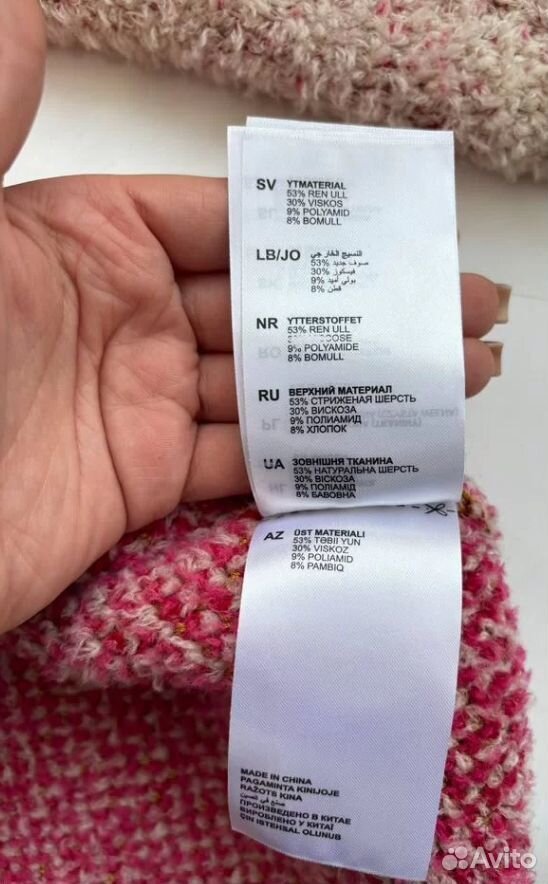 SV YTMATERIAL
53% REN ULL
30% VISKOS
9% POLYAMID
8% BOMULL
LB/JO النسيج الخارجي
53% صوف جديد
30% فيسكوز
9% بولي أميد
8% قطن
NR YTTERSTOFFET
53% REN ULL
9% POLYAMIDE
8% BOMULL
RU ВЕРХНИЙ МАТЕРИАЛ
53% СТРИЖЕНАЯ ШЕРСТЬ
30% ВИСКОЗА
9% ПОЛИАМИД
8% ХЛОПОК
UA ЗОВНІШНЯ ТКАНИНА
53% НАТУРАЛЬНА ШЕРСТЬ
30% ВІСКОЗА
9% ПОЛІАМІД
8% БАВОВНА
AZ ÜST MATERIALI
53% TƏBII YUN
30% VISKOZ
9% POLIAMID
8% PAMBIQ
MADE IN CHINA
PAGAMINTA KINIJOJE
RAŽOTS ĶĪNĀ
صنع في الصين
ПРОИЗВЕДЕНО В КИТАЕ
ВИРОБЛЕНО У КИТАЇ
ÇIN ISTEHSAL OLUNUB
Avito